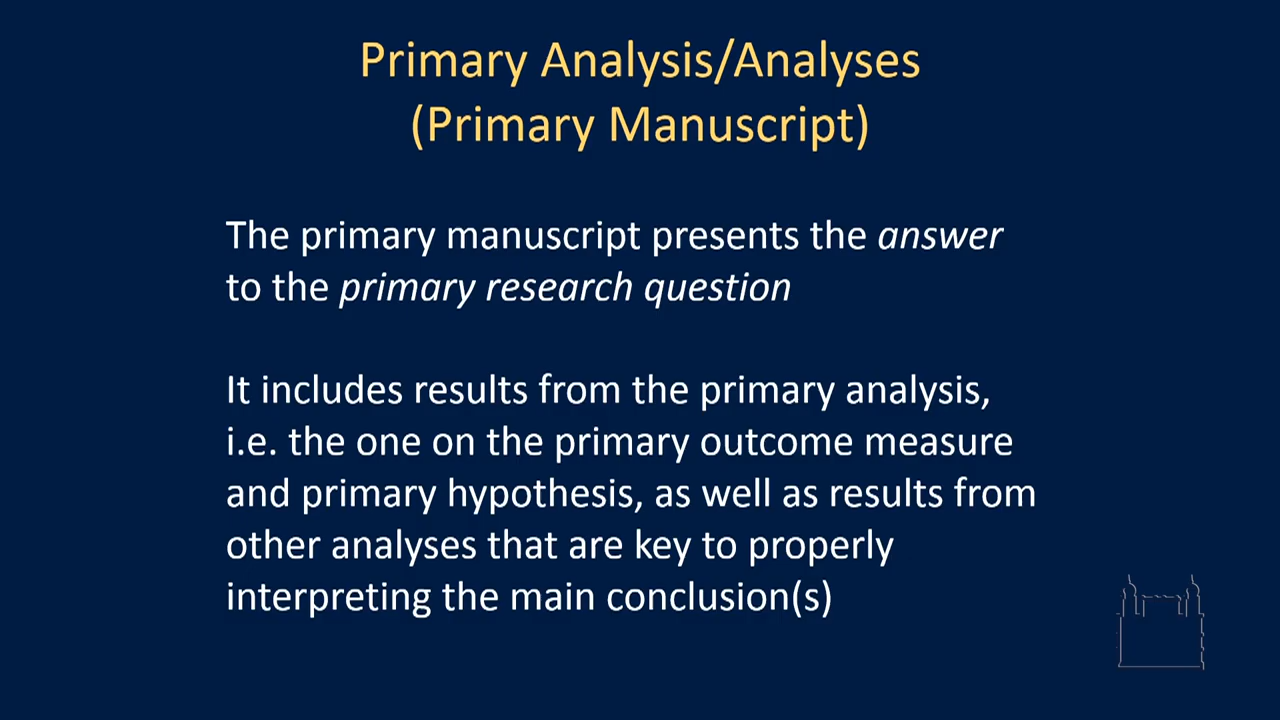 Primary Analysis/Analyses
(Primary Manuscript)
The primary manuscript presents the answer
to the primary research question
It includes results from the primary analysis,
i.e. the one on the primary outcome measure
and primary hypothesis, as well as results from
other analyses that are key to properly
interpreting the main conclusion(s)